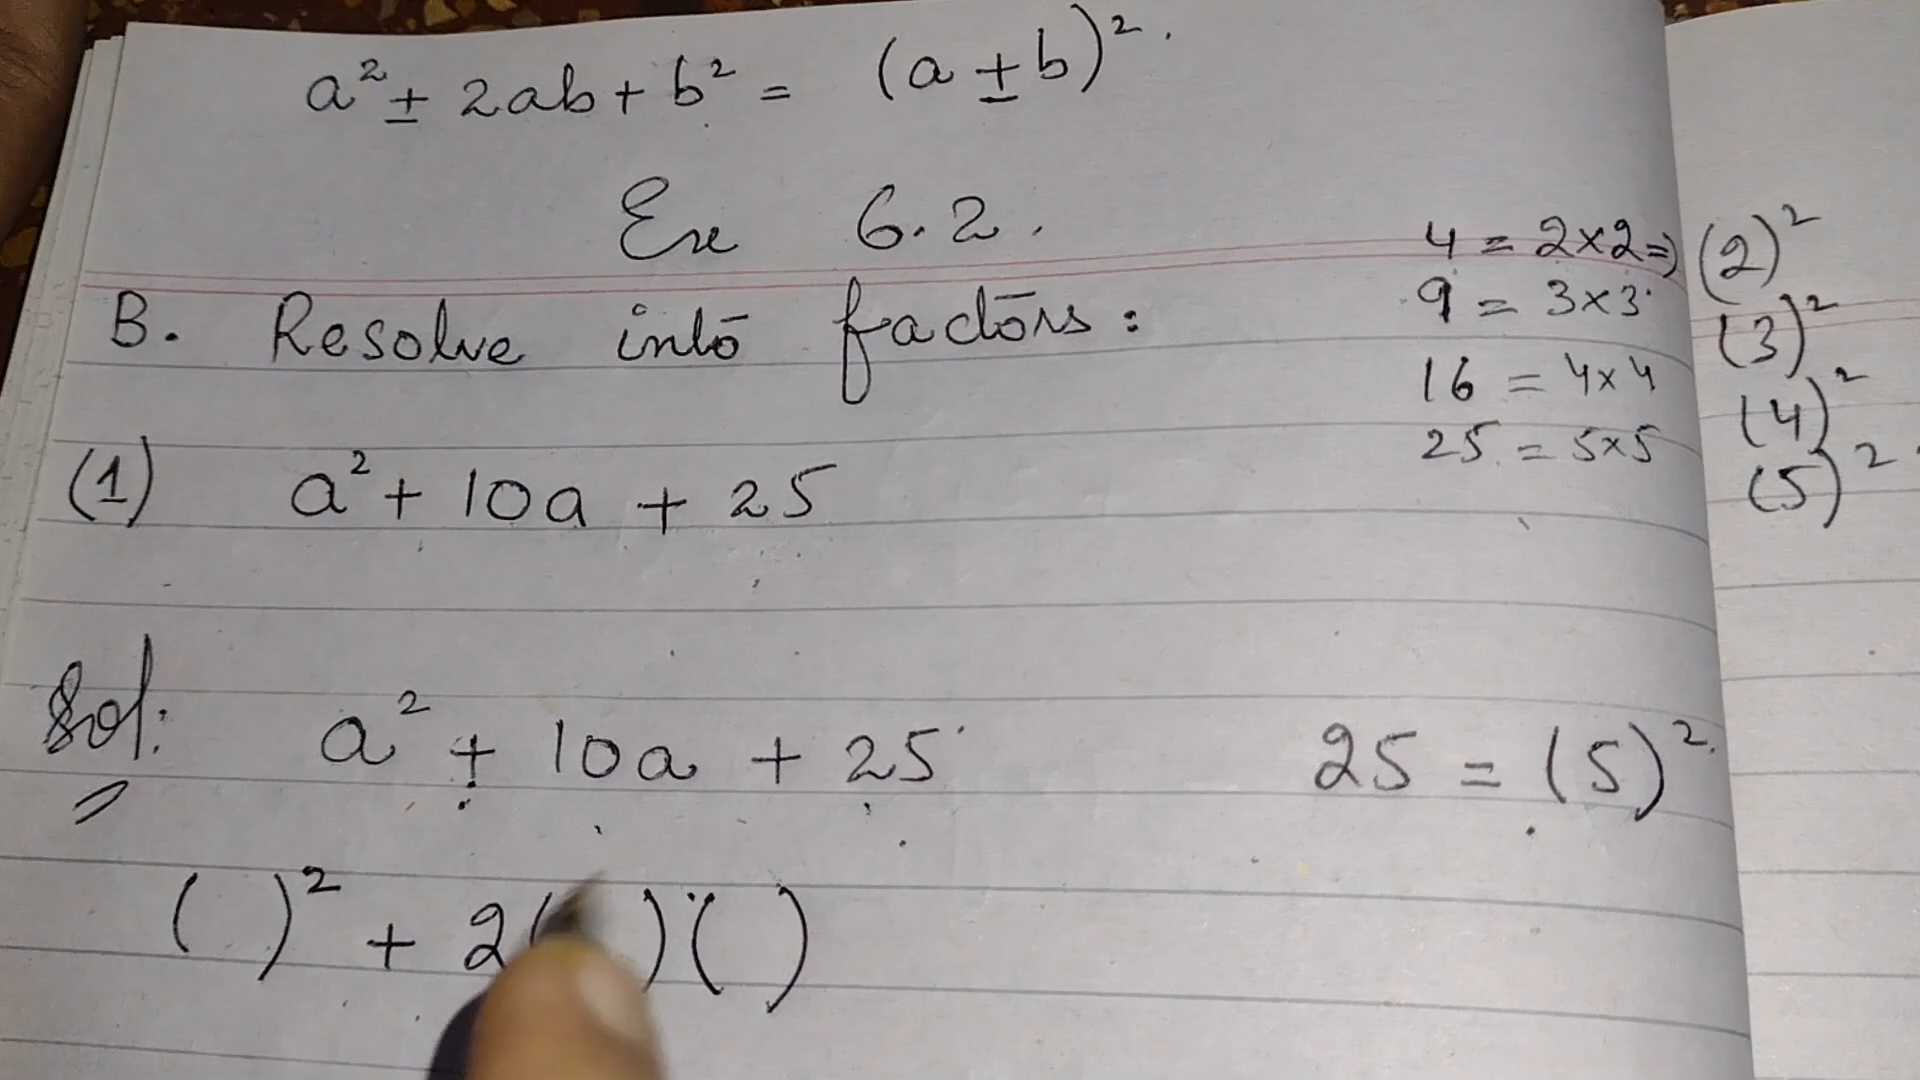 a² ± 2ab + b² = (a ± b)².
Ex 6.2.
4 = 2×2 ⇒ (2)²
9 = 3×3 (3)²
16 = 4×4 (4)²
25 = 5×5 (5)²
B. Resolve into factors:
(1) a² + 10a + 25
Sol: a² + 10a + 25
25 = (5)²
( )² + 2( )( )